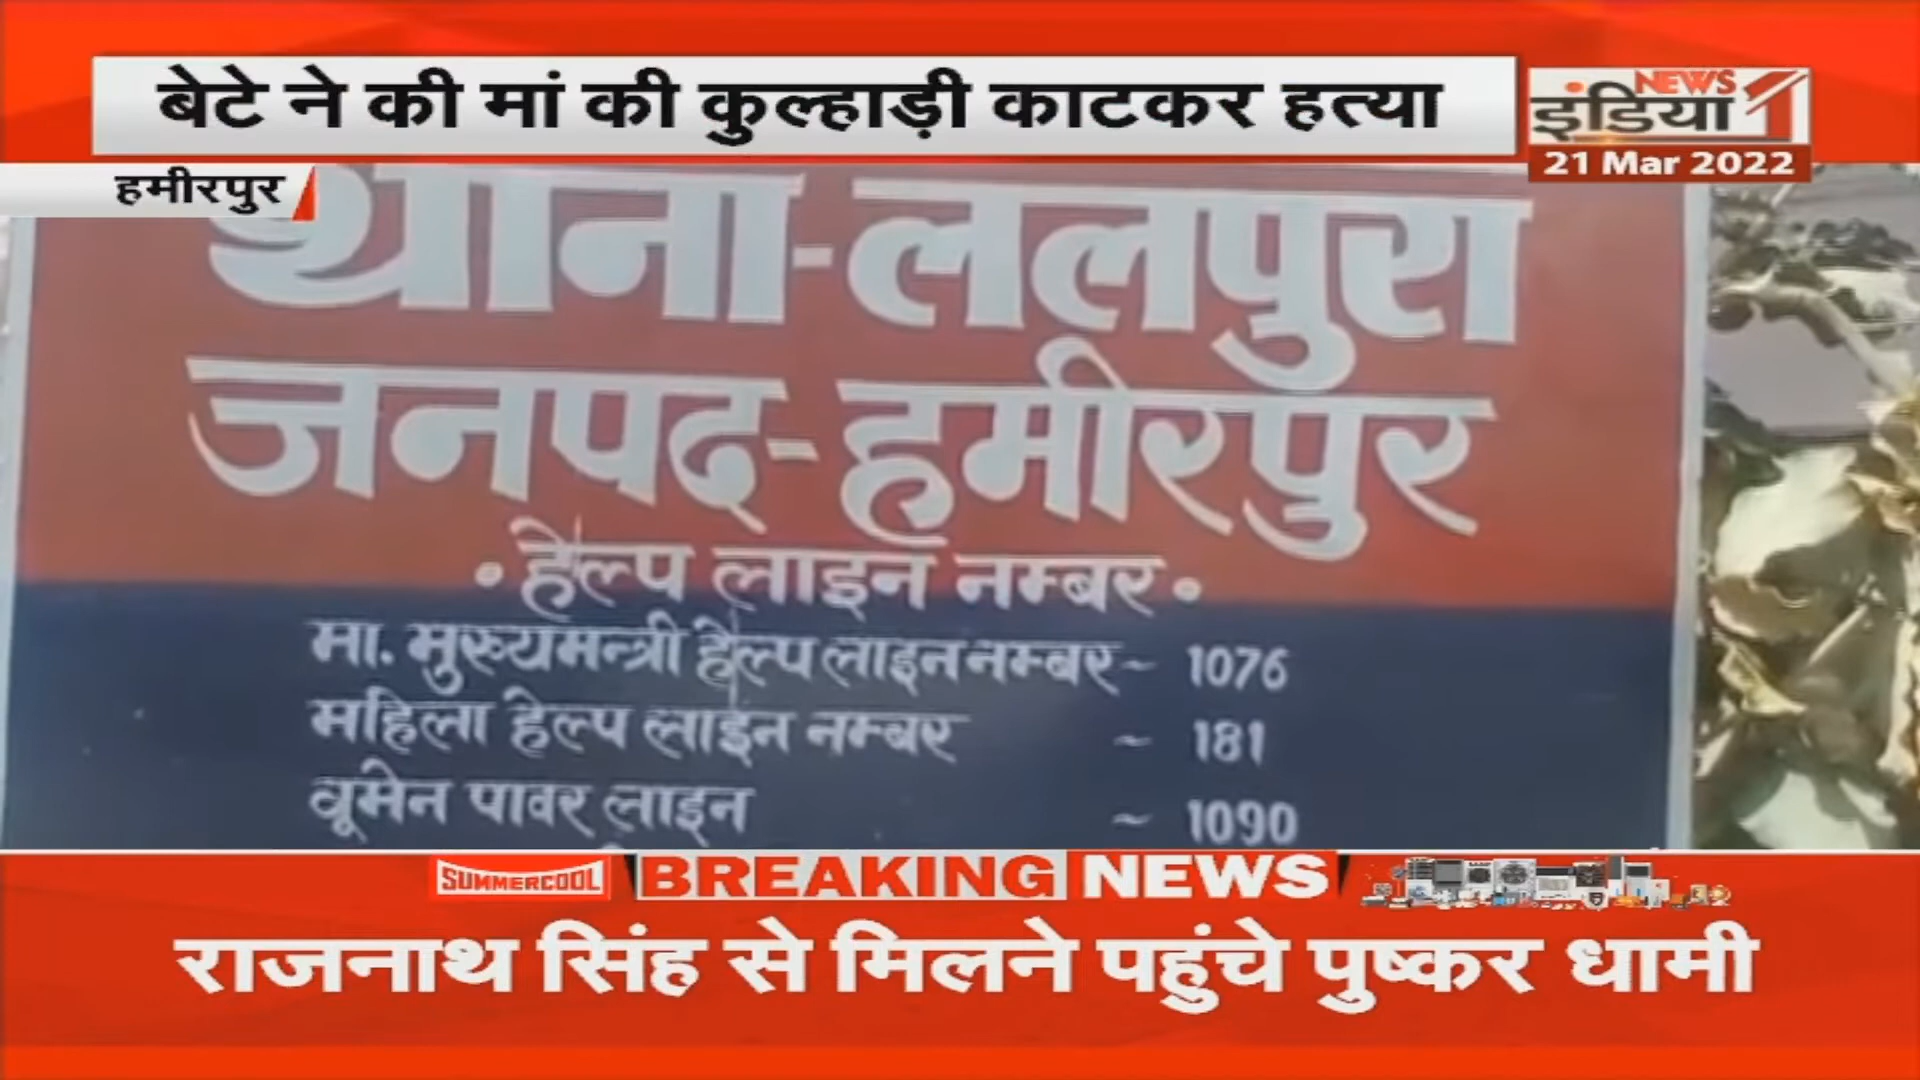 बेटे ने की मां की कुल्हाड़ी काटकर हत्या
NEWS
इंडिया 1
21 Mar 2022
हमीरपुर
थाना-ललपुरा
जनपद-हमीरपुर
• हेल्प लाइन नम्बर •
मा. मुख्यमन्त्री हैल्प लाइन नम्बर ~ 1076
महिला हेल्प लाइन नम्बर ~ 181
वूमेन पावर लाइन ~ 1090
SUMMERCOOL BREAKING NEWS
राजनाथ सिंह से मिलने पहुंचे पुष्कर धामी